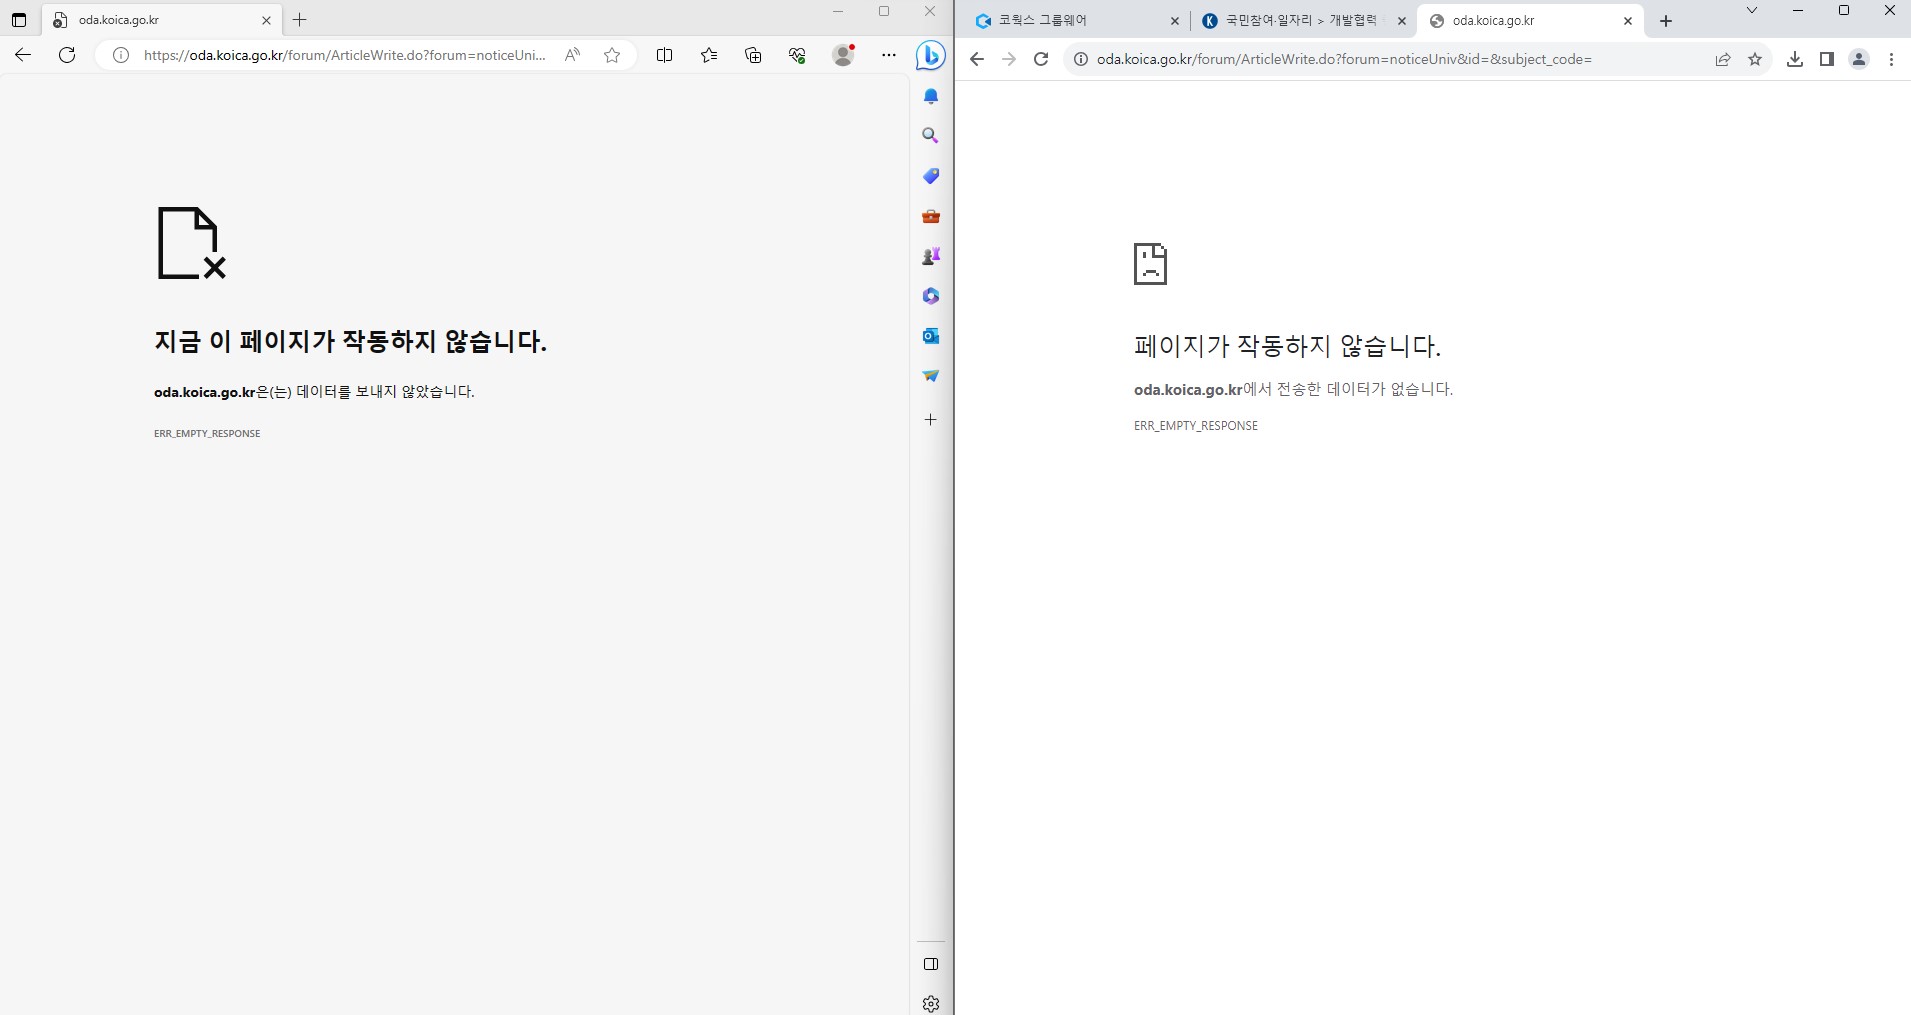 oda.koica.go.kr
https://oda.koica.go.kr/forum/ArticleWrite.do?forum=noticeUni...
지금 이 페이지가 작동하지 않습니다.
oda.koica.go.kr은(는) 데이터를 보내지 않았습니다.
ERR_EMPTY_RESPONSE
코웍스 그룹웨어
국민참여·일자리 > 개발협력
oda.koica.go.kr
oda.koica.go.kr/forum/ArticleWrite.do?forum=noticeUniv&id=&subject_code=
페이지가 작동하지 않습니다.
oda.koica.go.kr에서 전송한 데이터가 없습니다.
ERR_EMPTY_RESPONSE